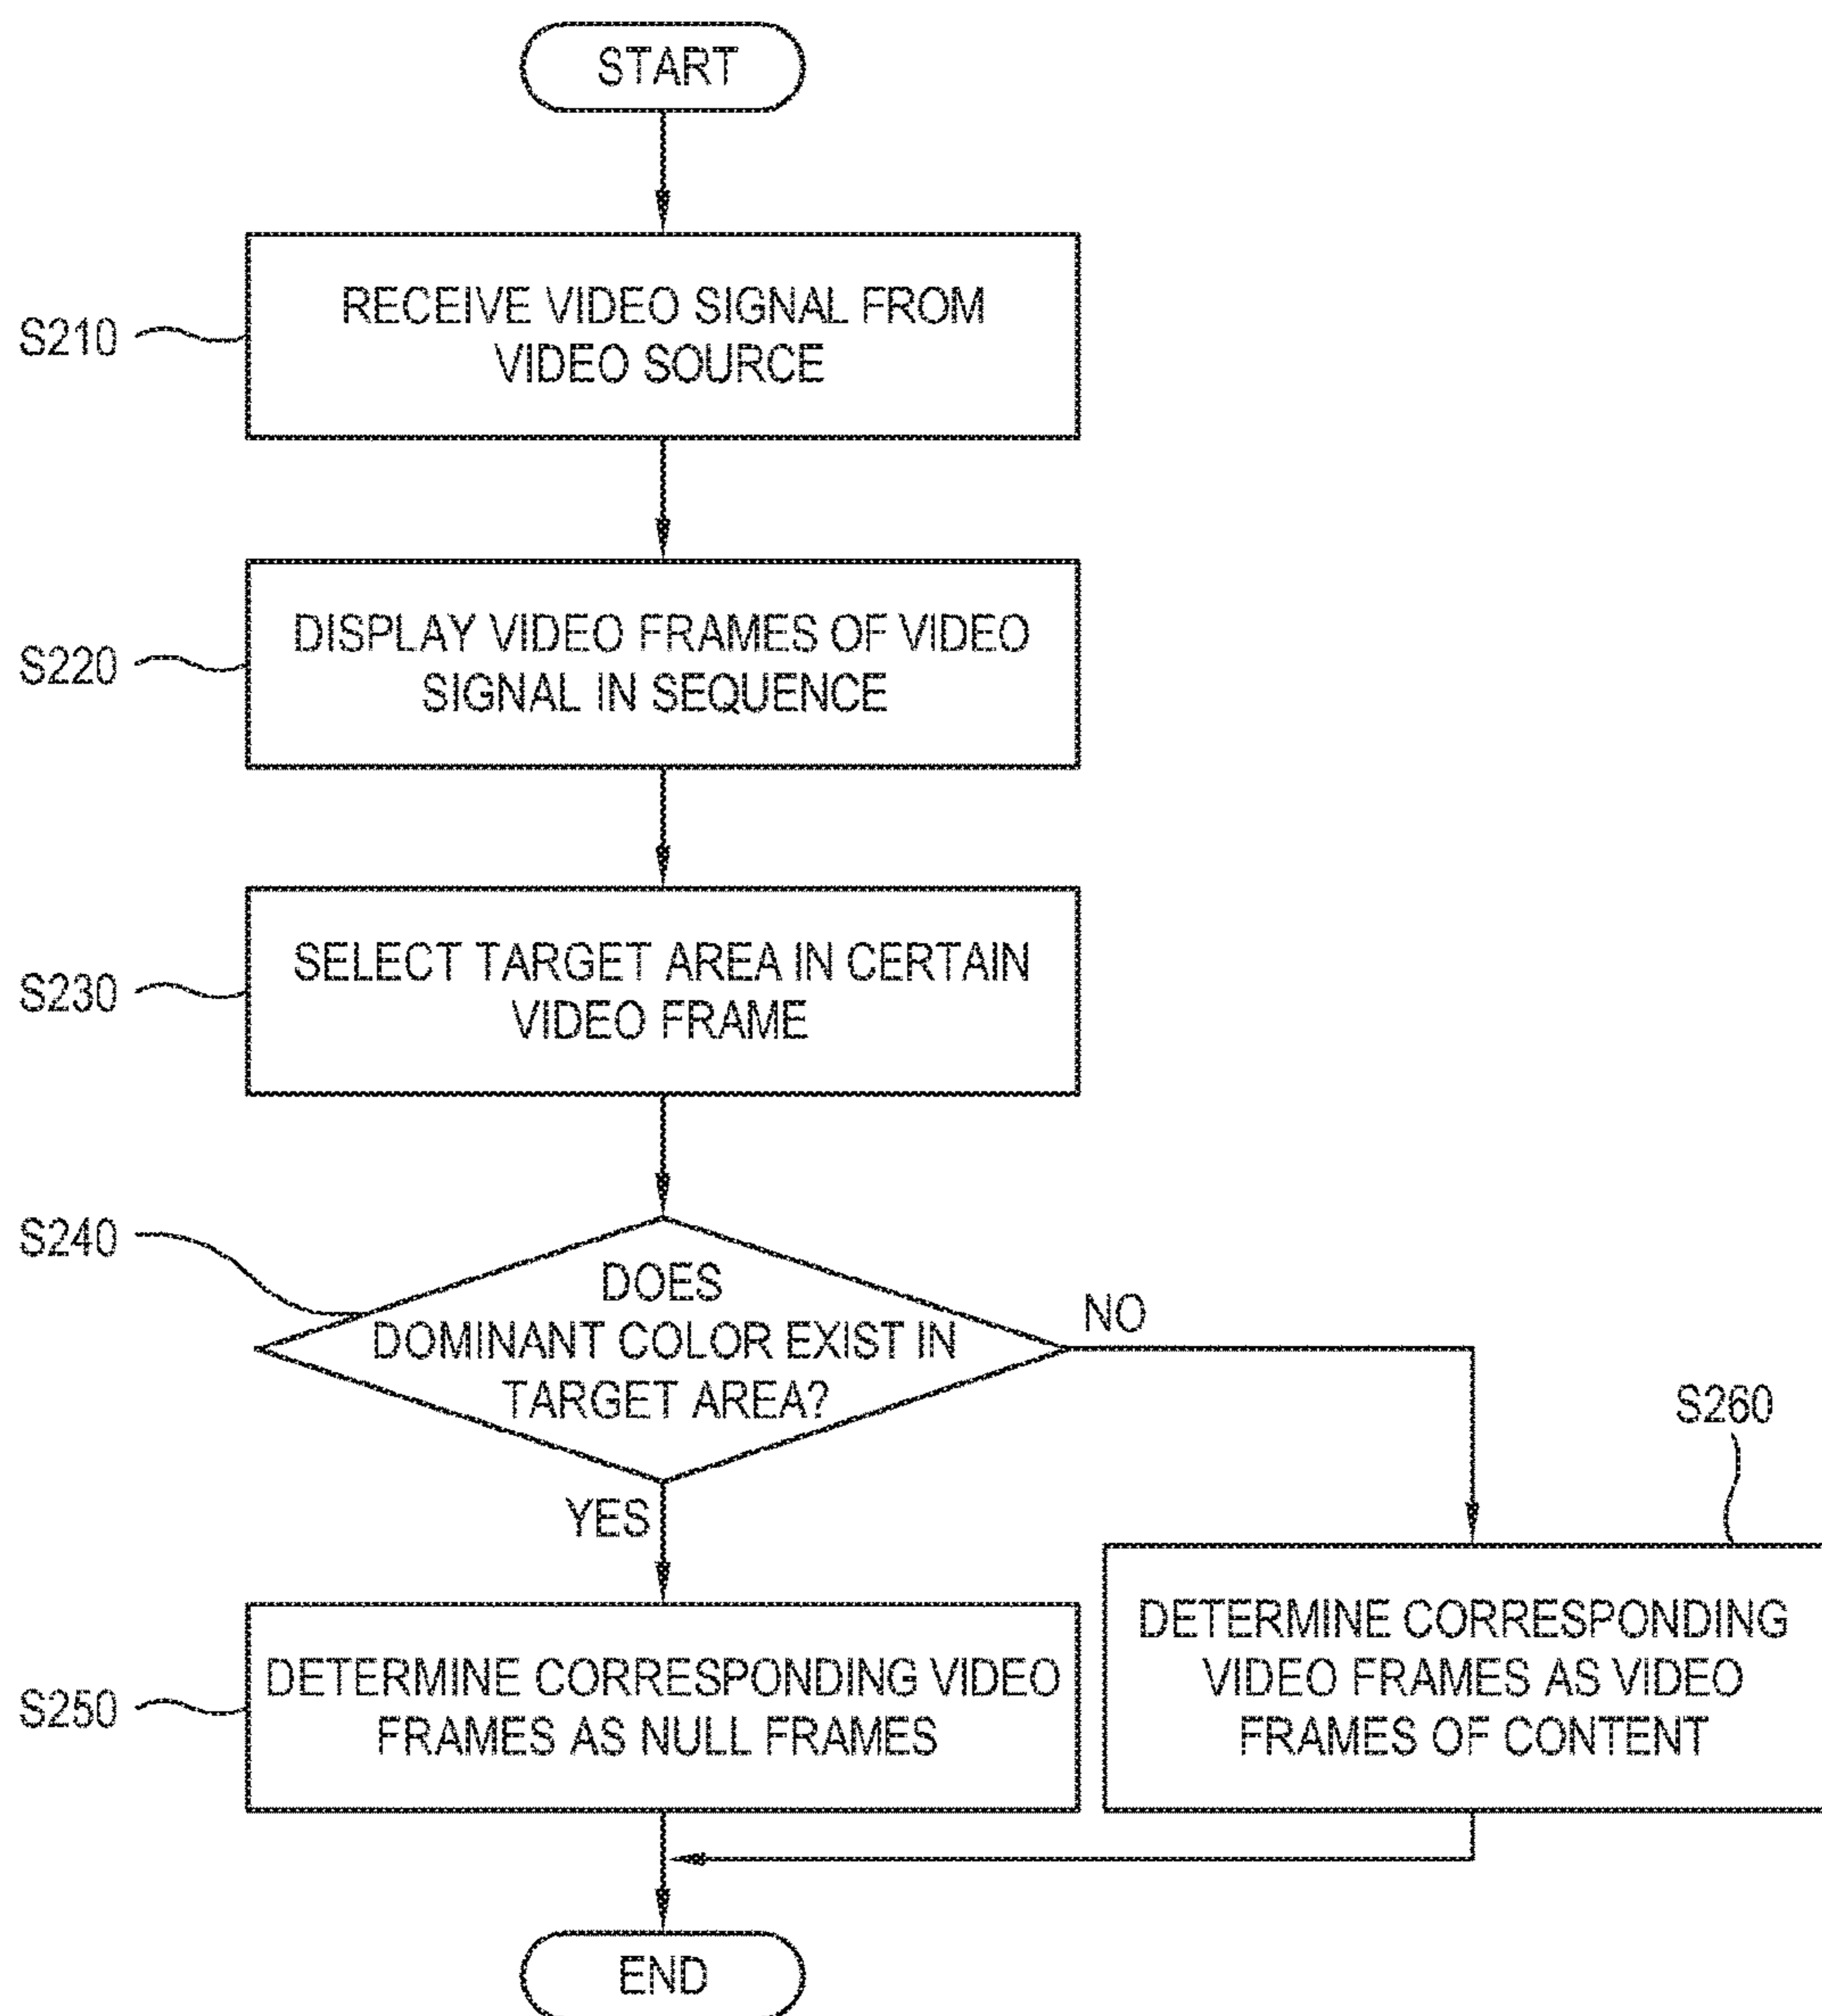 START
S210
RECEIVE VIDEO SIGNAL FROM
VIDEO SOURCE
S220
DISPLAY VIDEO FRAMES OF VIDEO
SIGNAL IN SEQUENCE
S230
SELECT TARGET AREA IN CERTAIN
VIDEO FRAME
S240
DOES
DOMINANT COLOR EXIST IN
TARGET AREA?
NO
YES
S260
DETERMINE CORRESPONDING
VIDEO FRAMES AS VIDEO
FRAMES OF CONTENT
S250
DETERMINE CORRESPONDING VIDEO
FRAMES AS NULL FRAMES
END